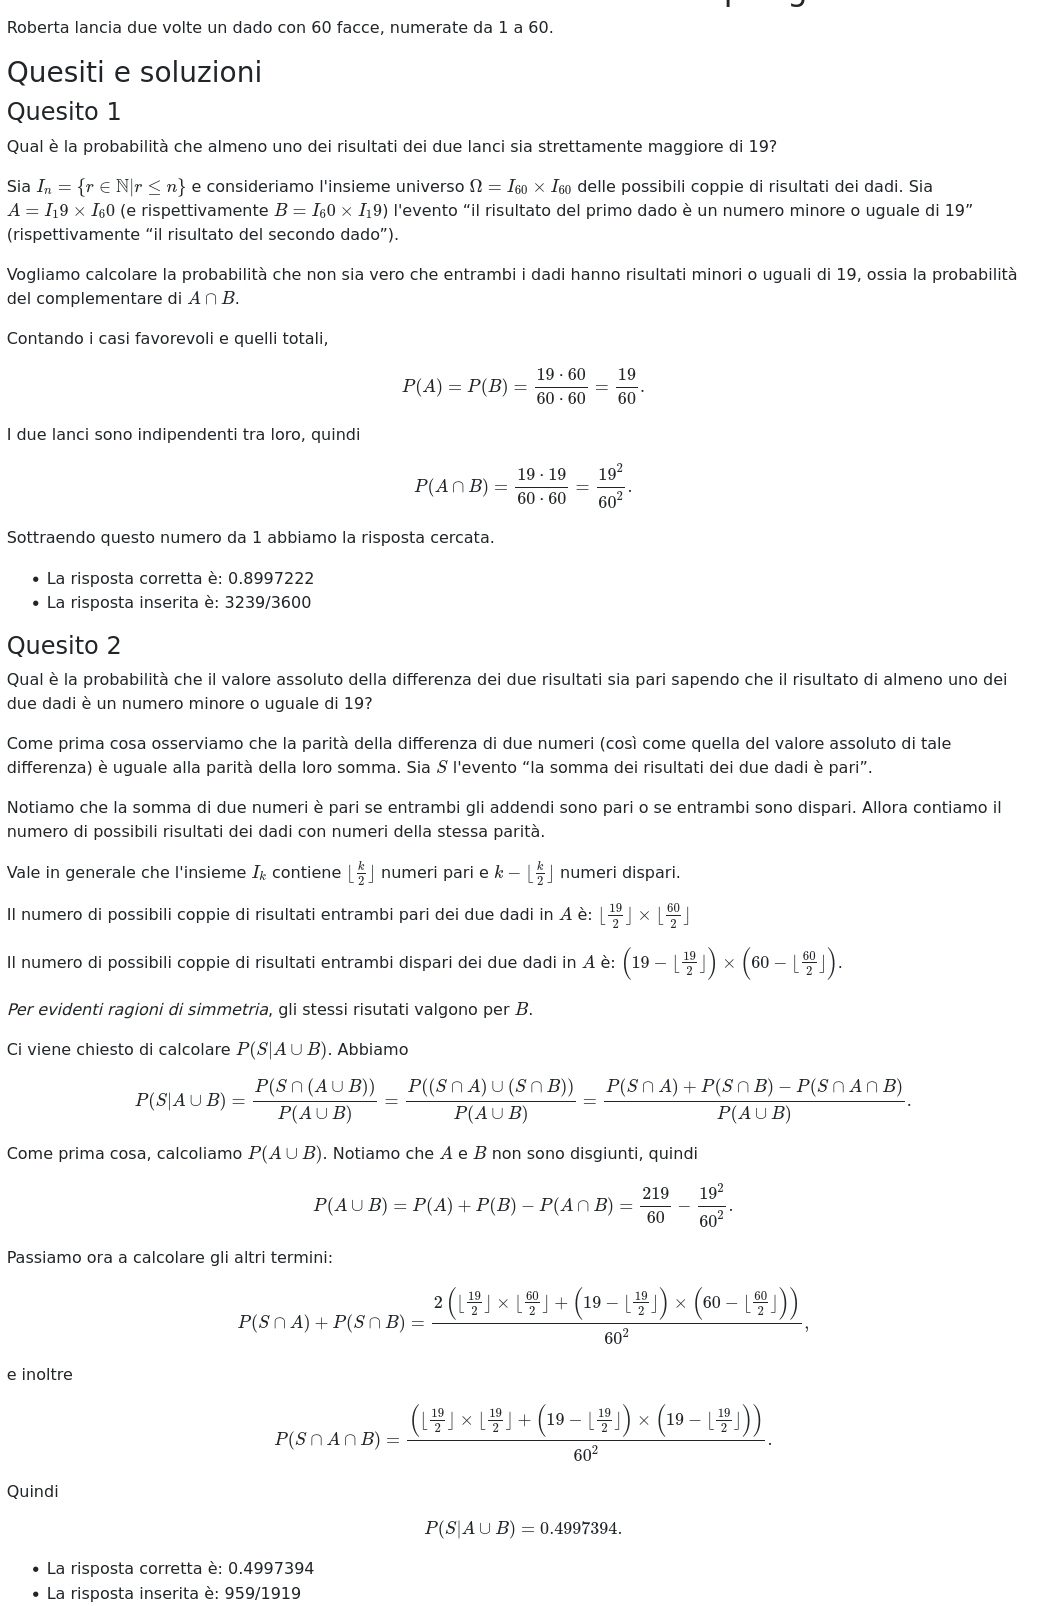 Roberta lancia due volte un dado con 60 facce, numerate da 1 a 60.
Quesiti e soluzioni
Quesito 1
Qual è la probabilità che almeno uno dei risultati dei due lanci sia strettamente maggiore di 19?
Sia $I_n = \{r \in \mathbb{N} | r \leq n\}$ e consideriamo l'insieme universo $\Omega = I_{60} \times I_{60}$ delle possibili coppie di risultati dei dadi. Sia
$A = I_1 9 \times I_6 0$ (e rispettivamente $B = I_6 0 \times I_1 9$) l'evento “il risultato del primo dado è un numero minore o uguale di 19”
(rispettivamente “il risultato del secondo dado”).
Vogliamo calcolare la probabilità che non sia vero che entrambi i dadi hanno risultati minori o uguali di 19, ossia la probabilità
del complementare di $A \cap B$.
Contando i casi favorevoli e quelli totali,
$P(A) = P(B) = \frac{19 \cdot 60}{60 \cdot 60} = \frac{19}{60}.$
I due lanci sono indipendenti tra loro, quindi
$P(A \cap B) = \frac{19 \cdot 19}{60 \cdot 60} = \frac{19^2}{60^2}.$
Sottraendo questo numero da 1 abbiamo la risposta cercata.
• La risposta corretta è: 0.8997222
• La risposta inserita è: 3239/3600
Quesito 2
Qual è la probabilità che il valore assoluto della differenza dei due risultati sia pari sapendo che il risultato di almeno uno dei
due dadi è un numero minore o uguale di 19?
Come prima cosa osserviamo che la parità della differenza di due numeri (così come quella del valore assoluto di tale
differenza) è uguale alla parità della loro somma. Sia $S$ l'evento “la somma dei risultati dei due dadi è pari”.
Notiamo che la somma di due numeri è pari se entrambi gli addendi sono pari o se entrambi sono dispari. Allora contiamo il
numero di possibili risultati dei dadi con numeri della stessa parità.
Vale in generale che l'insieme $I_k$ contiene $\lfloor \frac{k}{2} \rfloor$ numeri pari e $k - \lfloor \frac{k}{2} \rfloor$ numeri dispari.
Il numero di possibili coppie di risultati entrambi pari dei due dadi in $A$ è: $\lfloor \frac{19}{2} \rfloor \times \lfloor \frac{60}{2} \rfloor$
Il numero di possibili coppie di risultati entrambi dispari dei due dadi in $A$ è: $\left(19 - \lfloor \frac{19}{2} \rfloor\right) \times \left(60 - \lfloor \frac{60}{2} \rfloor\right)$.
Per evidenti ragioni di simmetria, gli stessi risutati valgono per $B$.
Ci viene chiesto di calcolare $P(S|A \cup B)$. Abbiamo
$P(S|A \cup B) = \frac{P(S \cap (A \cup B))}{P(A \cup B)} = \frac{P((S \cap A) \cup (S \cap B))}{P(A \cup B)} = \frac{P(S \cap A) + P(S \cap B) - P(S \cap A \cap B)}{P(A \cup B)}.$
Come prima cosa, calcoliamo $P(A \cup B)$. Notiamo che $A$ e $B$ non sono disgiunti, quindi
$P(A \cup B) = P(A) + P(B) - P(A \cap B) = \frac{219}{60} - \frac{19^2}{60^2}.$
Passiamo ora a calcolare gli altri termini:
$P(S \cap A) + P(S \cap B) = \frac{2\left(\lfloor \frac{19}{2} \rfloor \times \lfloor \frac{60}{2} \rfloor + \left(19 - \lfloor \frac{19}{2} \rfloor\right) \times \left(60 - \lfloor \frac{60}{2} \rfloor\right)\right)}{60^2},$
e inoltre
$P(S \cap A \cap B) = \frac{\left(\lfloor \frac{19}{2} \rfloor \times \lfloor \frac{19}{2} \rfloor + \left(19 - \lfloor \frac{19}{2} \rfloor\right) \times \left(19 - \lfloor \frac{19}{2} \rfloor\right)\right)}{60^2}.$
Quindi
$P(S|A \cup B) = 0.4997394.$
• La risposta corretta è: 0.4997394
• La risposta inserita è: 959/1919